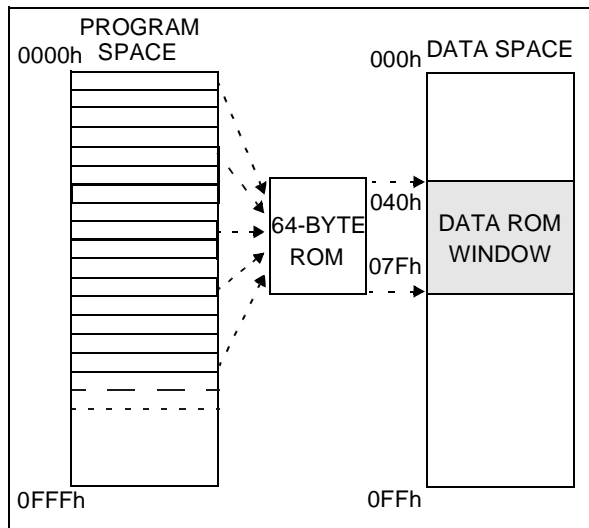 PROGRAM
SPACE
0000h
0FFFh
64-BYTE
ROM
DATA SPACE
000h
040h
07Fh
DATA ROM
WINDOW
0FFh